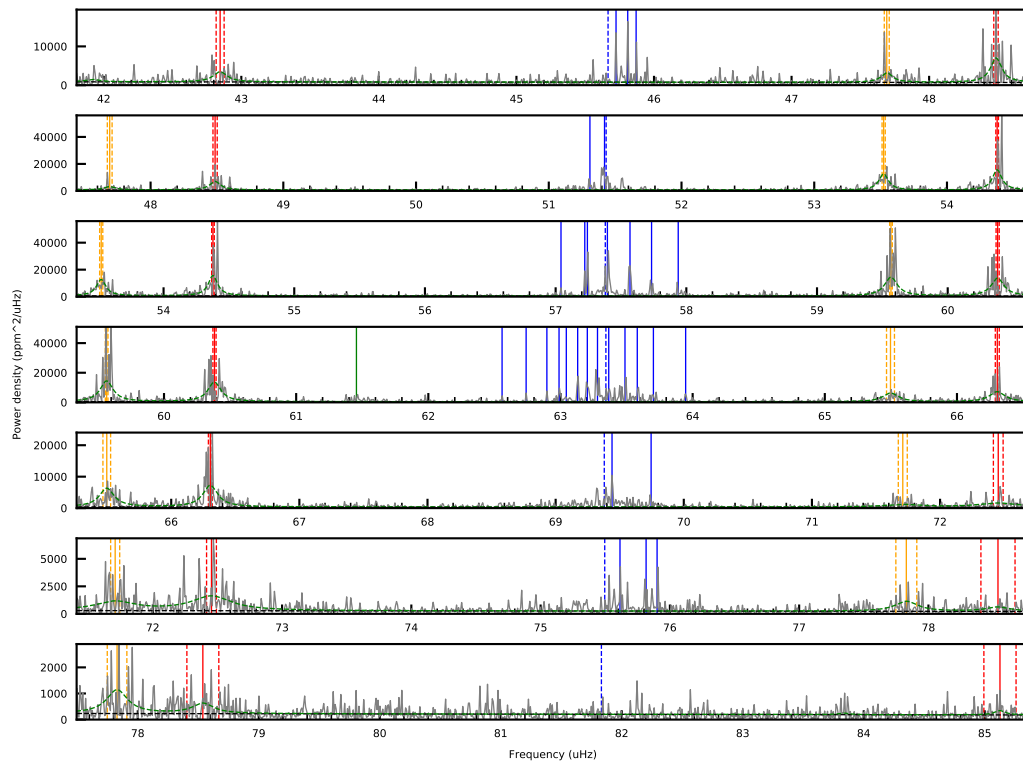 10000
0
42 43 44 45 46 47 48
40000
20000
0
48 49 50 51 52 53 54
40000
20000
0
54 55 56 57 58 59 60
Power density (ppm^2/uHz)
40000
20000
0
60 61 62 63 64 65 66
20000
10000
0
66 67 68 69 70 71 72
5000
2500
0
72 73 74 75 76 77 78
2000
1000
0
78 79 80 81 82 83 84 85
Frequency (uHz)